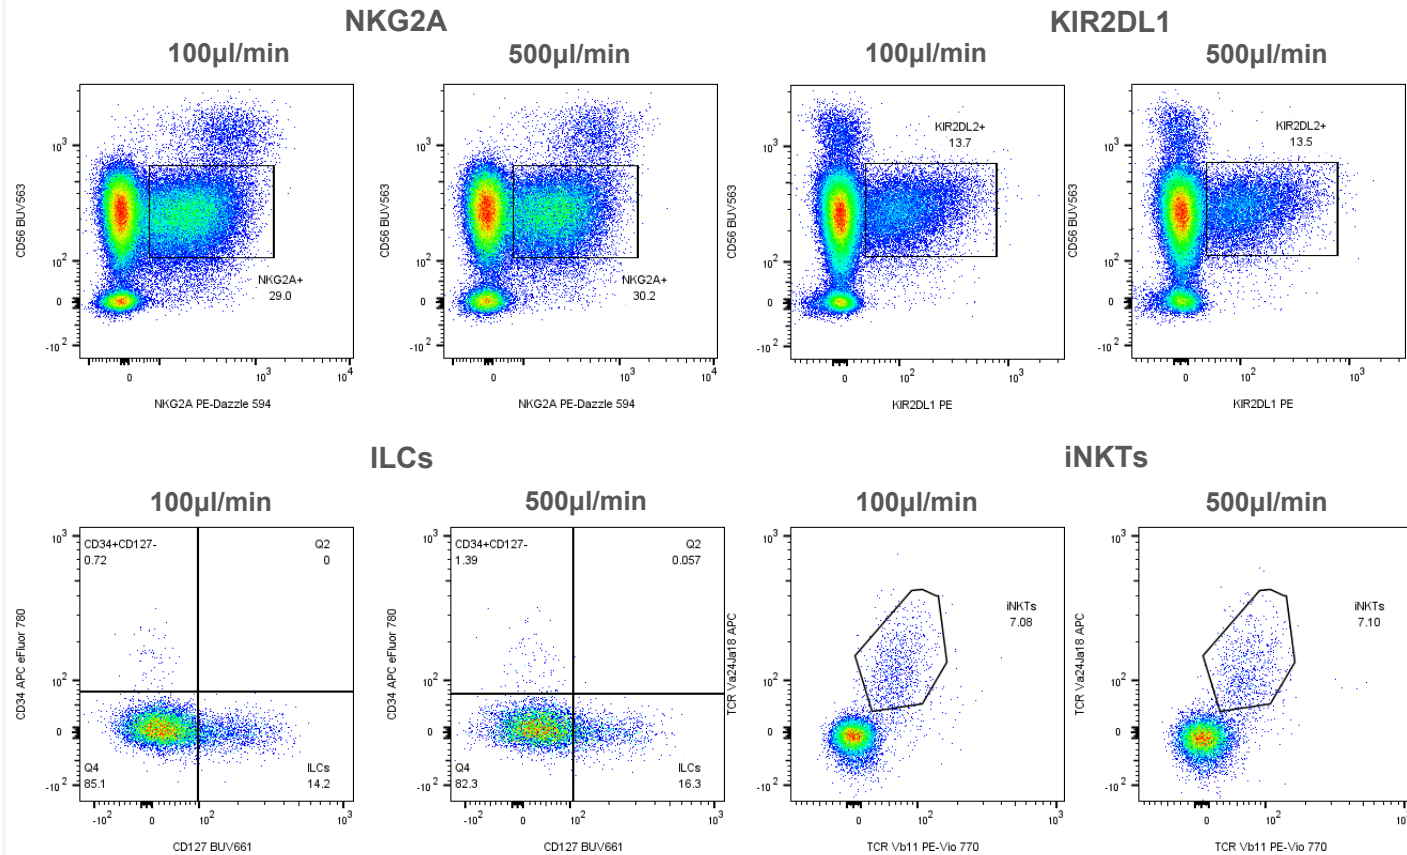 NKG2A
KIR2DL1
100µl/min
500µl/min
100µl/min
500µl/min
CD56 BUV563
10³
10²
0
-10²
NKG2A+
29.0
0
10³
10⁴
NKG2A PE-Dazzle 594
CD56 BUV563
10³
10²
0
-10²
NKG2A+
30.2
0
10³
10⁴
NKG2A PE-Dazzle 594
CD56 BUV563
10³
10²
0
-10²
KIR2DL2+
13.7
0
10²
10³
KIR2DL1 PE
CD56 BUV563
10³
10²
0
-10²
KIR2DL2+
13.5
0
10²
10³
KIR2DL1 PE
ILCs
iNKTs
100µl/min
500µl/min
100µl/min
500µl/min
CD34 APC eFluor 780
10³
10²
0
-10²
CD34+CD127-
0.72
Q2
0
Q4
85.1
ILCs
14.2
-10²
0
10²
10³
CD127 BUV661
CD34 APC eFluor 780
10³
10²
0
-10²
CD34+CD127-
1.39
Q2
0.057
Q4
82.3
ILCs
16.3
-10²
0
10²
10³
CD127 BUV661
TCR Va24Ja18 APC
10³
10²
0
-10²
iNKTs
7.08
0
10²
10³
TCR Vb11 PE-Vio 770
TCR Va24Ja18 APC
10³
10²
0
-10²
iNKTs
7.10
0
10²
10
TCR Vb11 PE-Vio 770